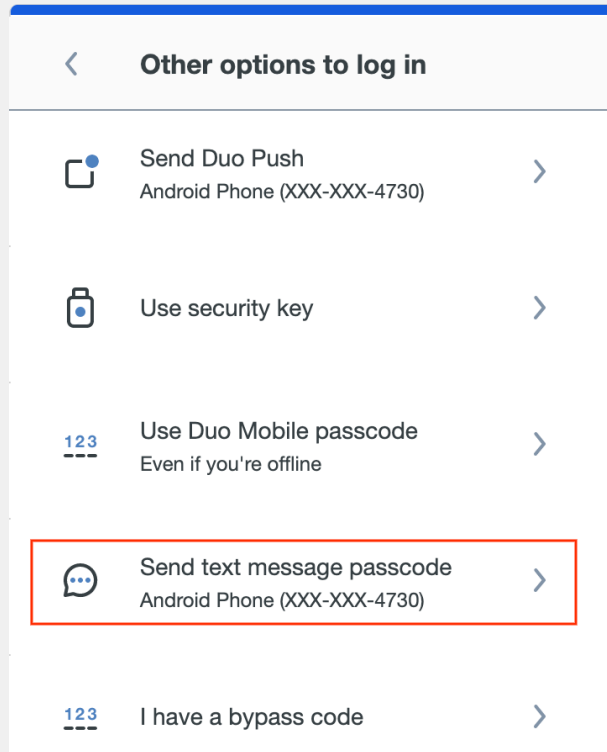 Other options to log in
Send Duo Push
Android Phone (XXX-XXX-4730)
Use security key
123
Use Duo Mobile passcode
Even if you're offline
Send text message passcode
Android Phone (XXX-XXX-4730)
123
I have a bypass code